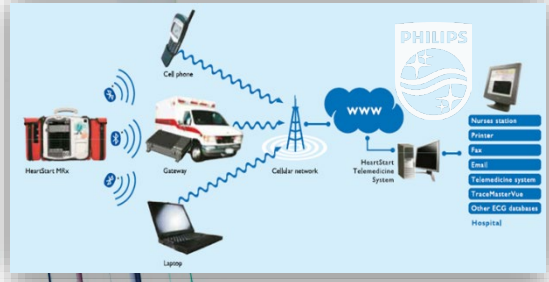 PHILIPS
Cell phone
www
HeartStart MRx
Gateway
Cellular network
HeartStart
Telemedicine
System
Laptop
Nurses station
Printer
Fax
Email
Telemedicine system
TraceMasterVue
Other ECG databases
Hospital